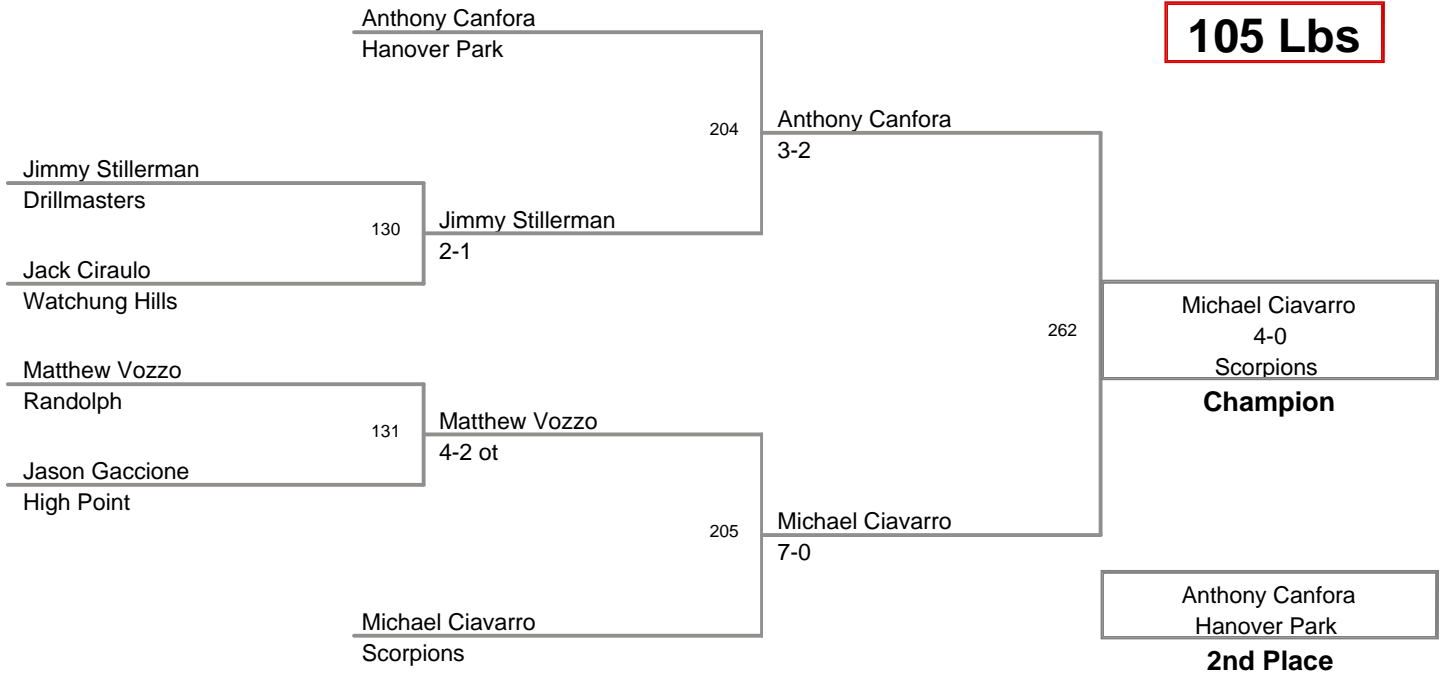 Anthony Canfora
Hanover Park
105 Lbs
204
Anthony Canfora
3-2
Jimmy Stillerman
Drillmasters
130
Jimmy Stillerman
2-1
Jack Ciraulo
Watchung Hills
262
Michael Ciavarro
4-0
Scorpions
Champion
Matthew Vozzo
Randolph
131
Matthew Vozzo
4-2 ot
Jason Gaccione
High Point
205
Michael Ciavarro
7-0
Michael Ciavarro
Scorpions
Anthony Canfora
Hanover Park
2nd Place